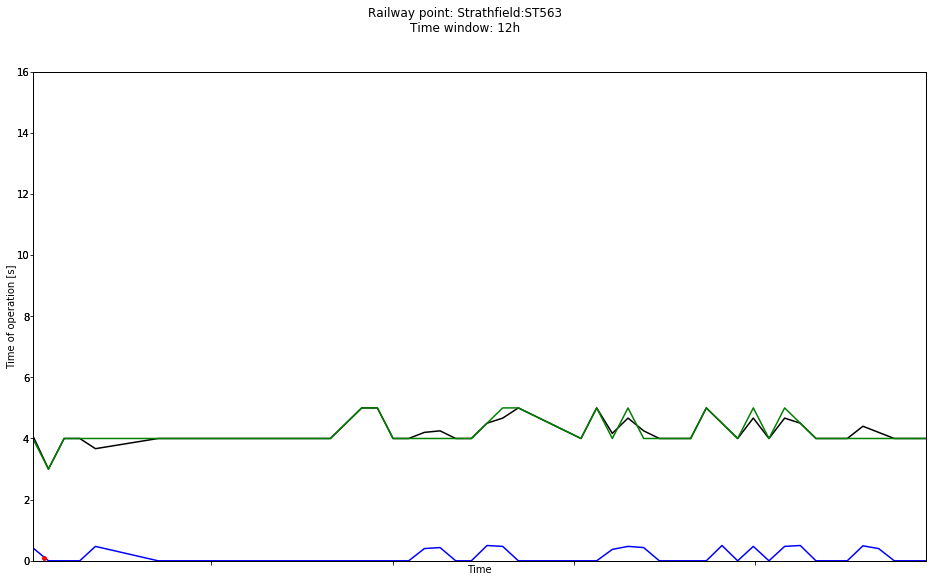 Railway point: Strathfield:ST563
Time window: 12h
16
14
12
10
8
6
4
2
0
Time of operation [s]
Time